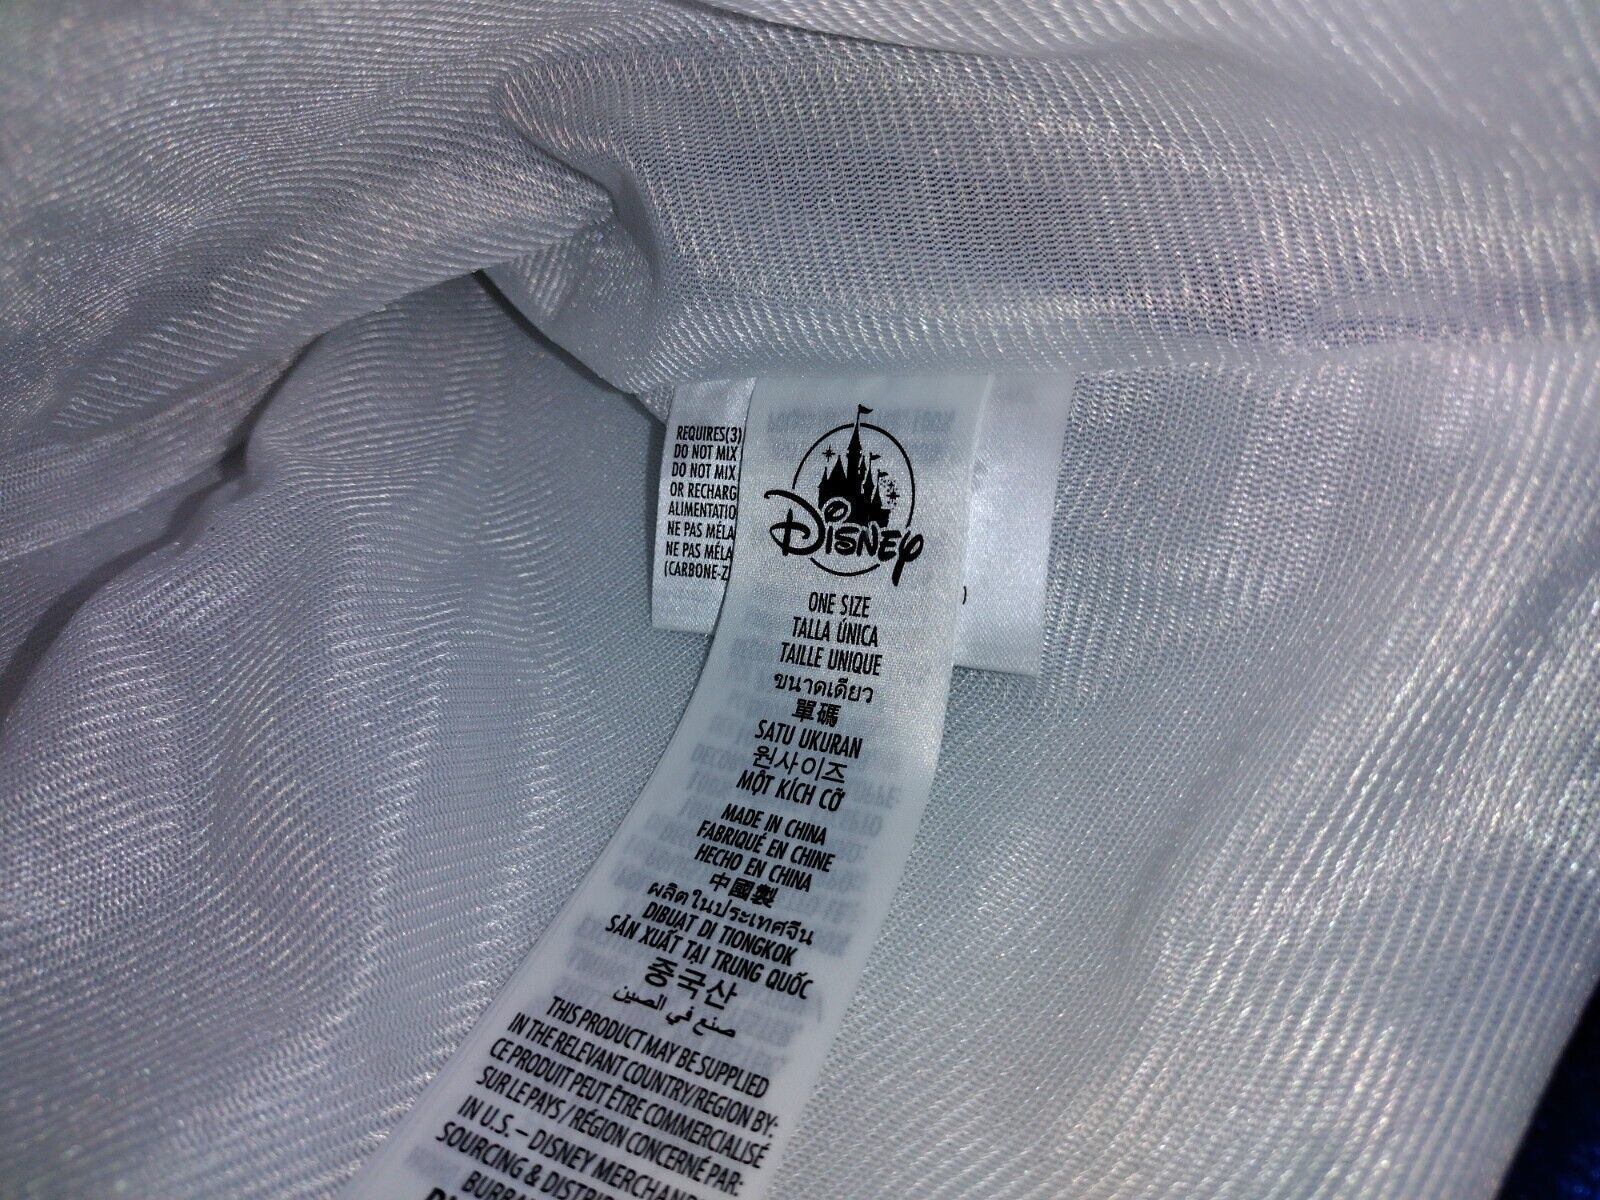 REQUIRES(3)
DO NOT MIX
DO NOT MIX
OR RECHARG
ALIMENTATIO
NE PAS MÉLA
NE PAS MÉLA
(CARBONE-Z
Disney
ONE SIZE
TALLA ÚNICA
TAILLE UNIQUE
ขนาดเดียว
單碼
SATU UKURAN
원사이즈
MỘT KÍCH CỠ
MADE IN CHINA
FABRIQUÉ EN CHINE
HECHO EN CHINA
中國製
ผลิตในประเทศจีน
DIBUAT DI TIONGKOK
SẢN XUẤT TẠI TRUNG QUỐC
중국산
صنع في الصين
THIS PRODUCT MAY BE SUPPLIED
IN THE RELEVANT COUNTRY/REGION BY:
CE PRODUIT PEUT ÊTRE COMMERCIALISÉ
SUR LE PAYS / RÉGION CONCERNÉ PAR:
IN U.S. – DISNEY MERCHAN
SOURCING & DISTRIB
BURBA